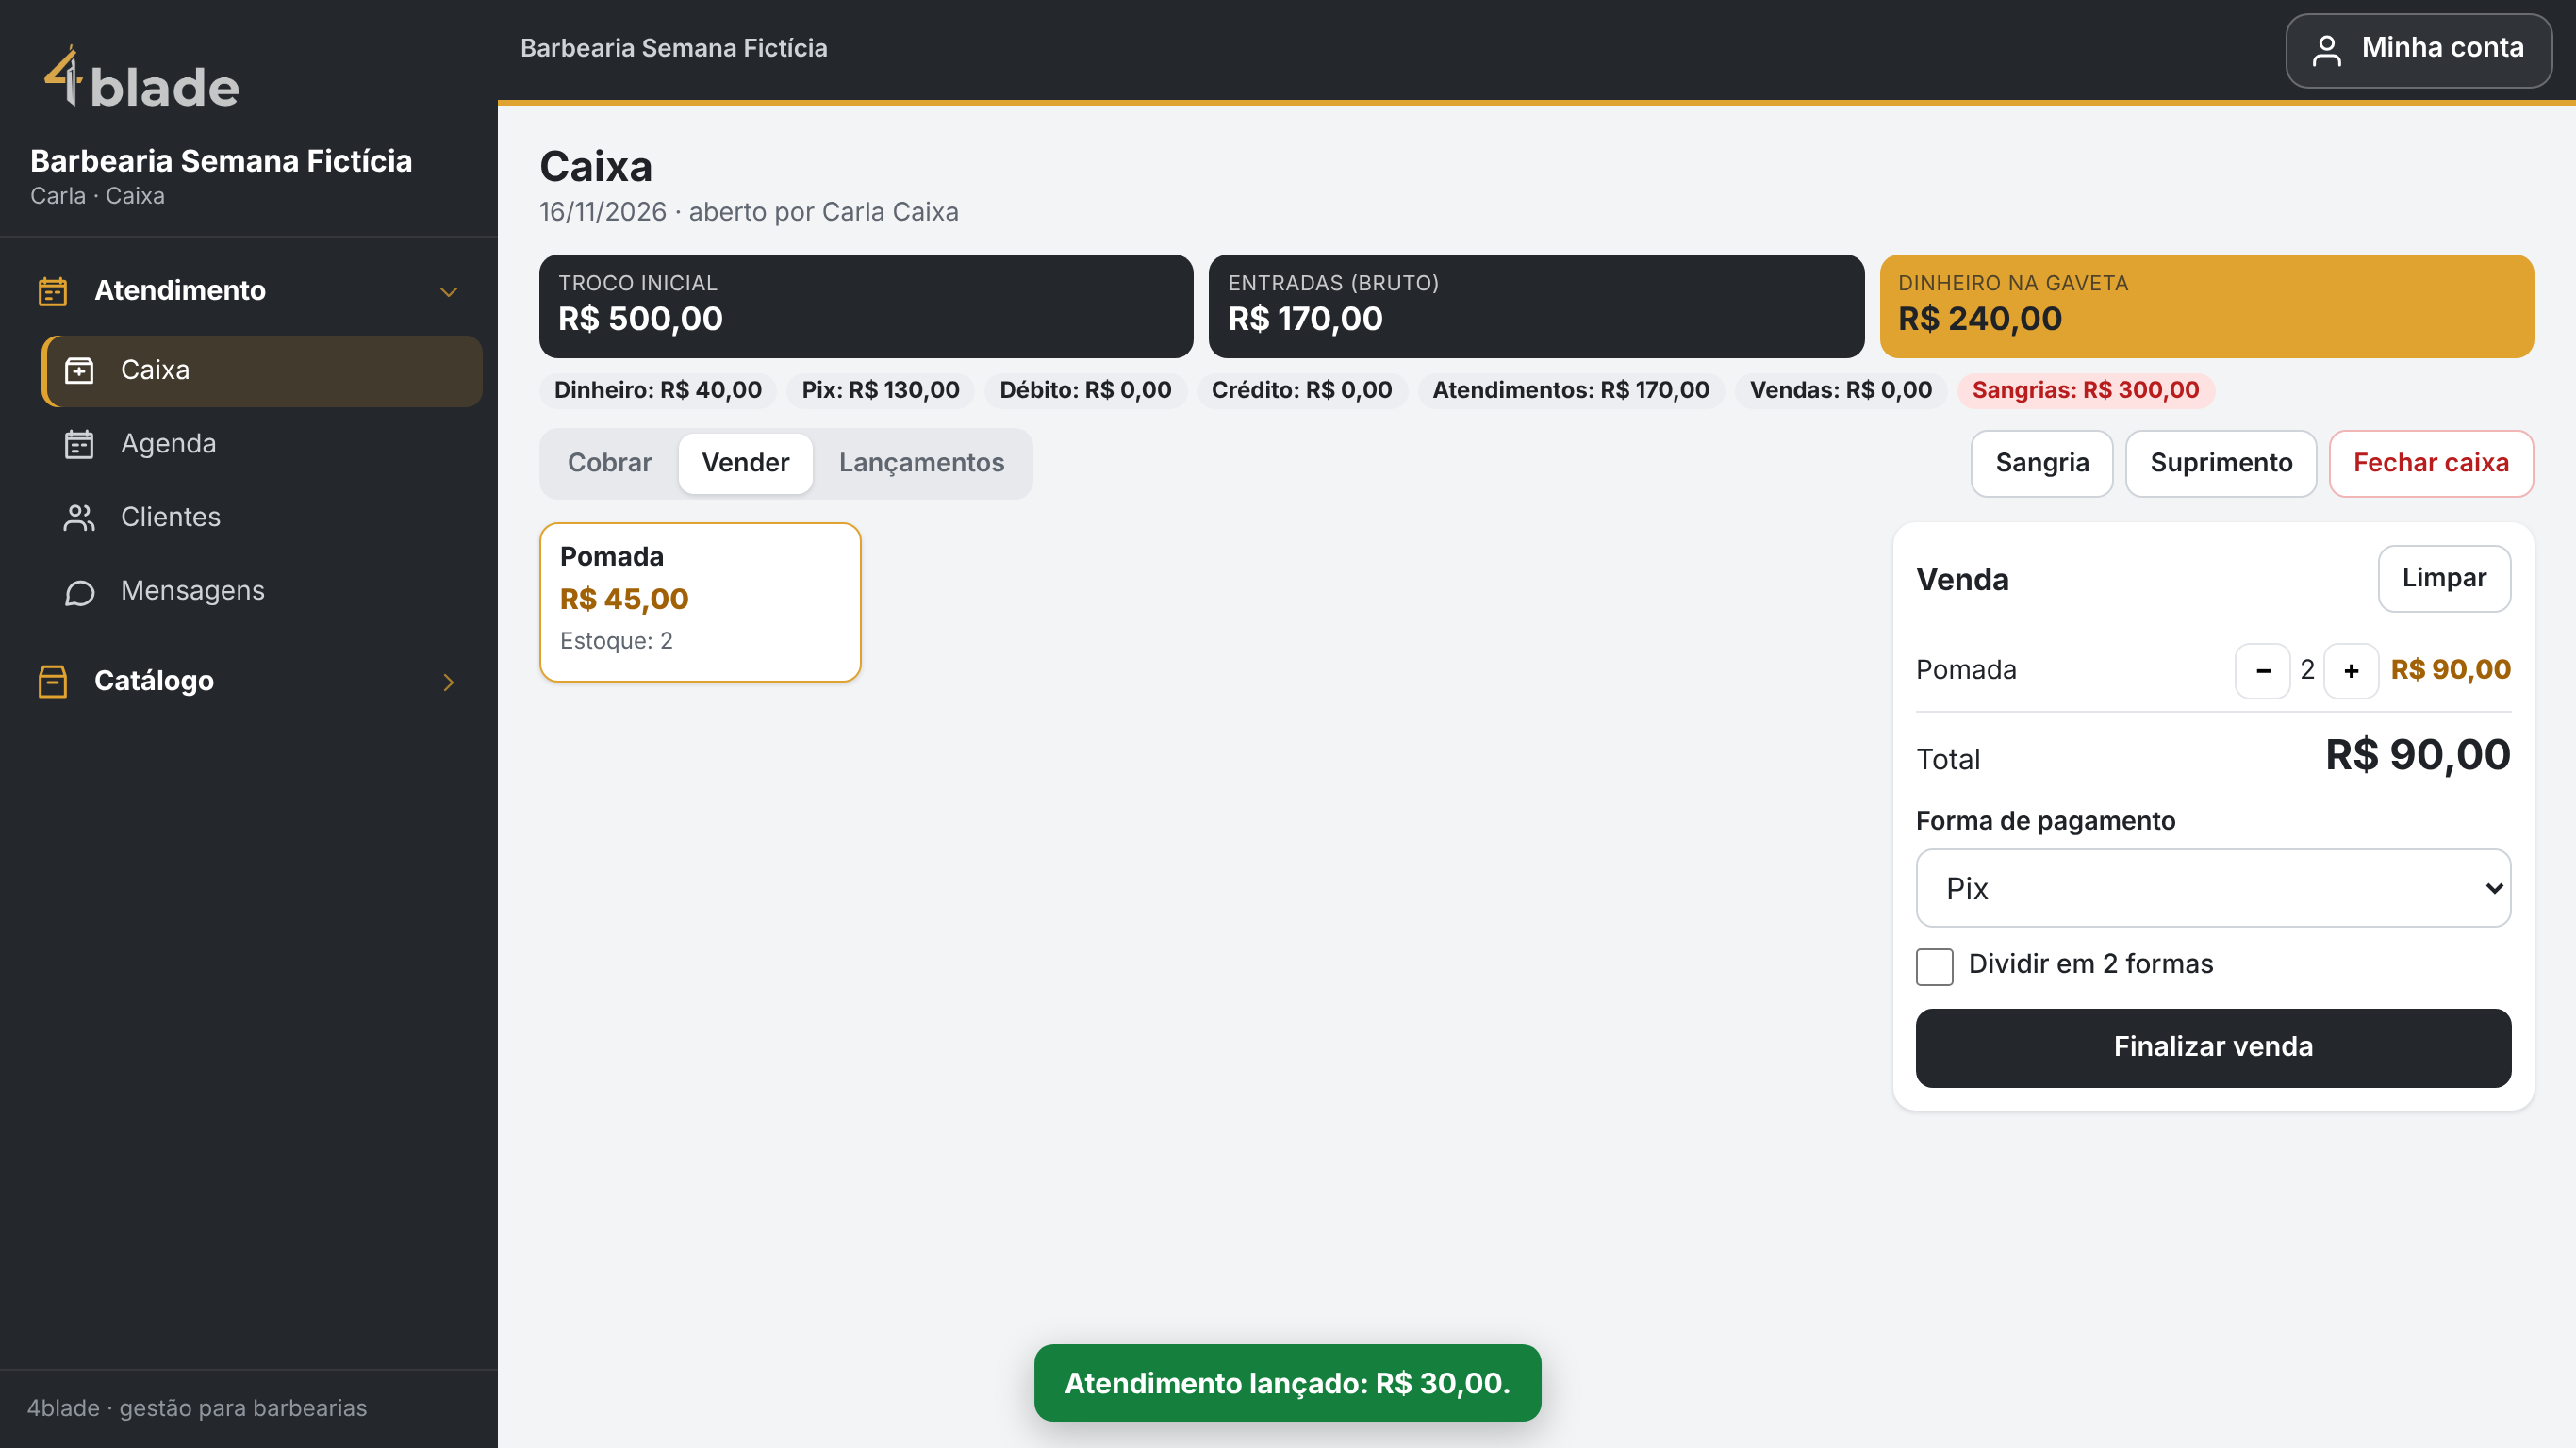 4blade
Barbearia Semana Fictícia
Carla · Caixa
Atendimento
Caixa
Agenda
Clientes
Mensagens
Catálogo
4blade · gestão para barbearias
Barbearia Semana Fictícia
Minha conta
Caixa
16/11/2026 · aberto por Carla Caixa
TROCO INICIAL
R$ 500,00
ENTRADAS (BRUTO)
R$ 170,00
DINHEIRO NA GAVETA
R$ 240,00
Dinheiro: R$ 40,00 Pix: R$ 130,00 Débito: R$ 0,00 Crédito: R$ 0,00 Atendimentos: R$ 170,00 Vendas: R$ 0,00 Sangrias: R$ 300,00
Cobrar Vender Lançamentos
Sangria Suprimento Fechar caixa
Pomada
R$ 45,00
Estoque: 2
Venda Limpar
Pomada − 2 + R$ 90,00
Total R$ 90,00
Forma de pagamento
Pix
Dividir em 2 formas
Finalizar venda
Atendimento lançado: R$ 30,00.